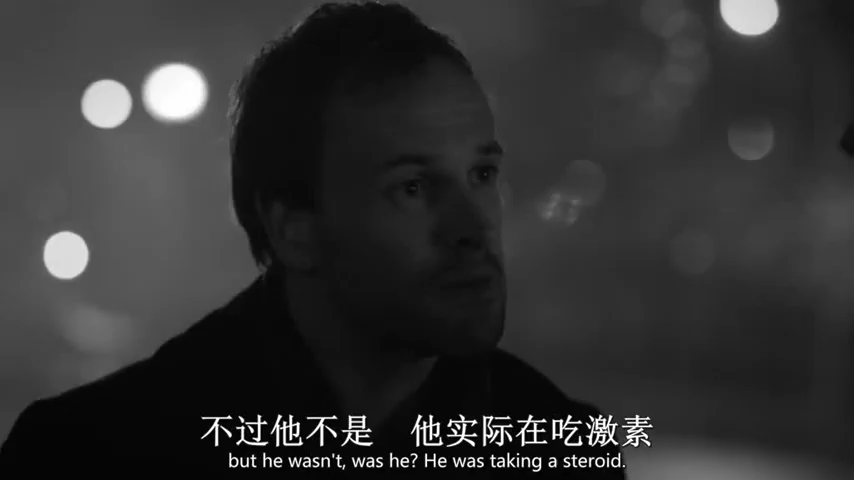 不过他不是 他实际在吃激素
but he wasn't, was he? He was taking a steroid.